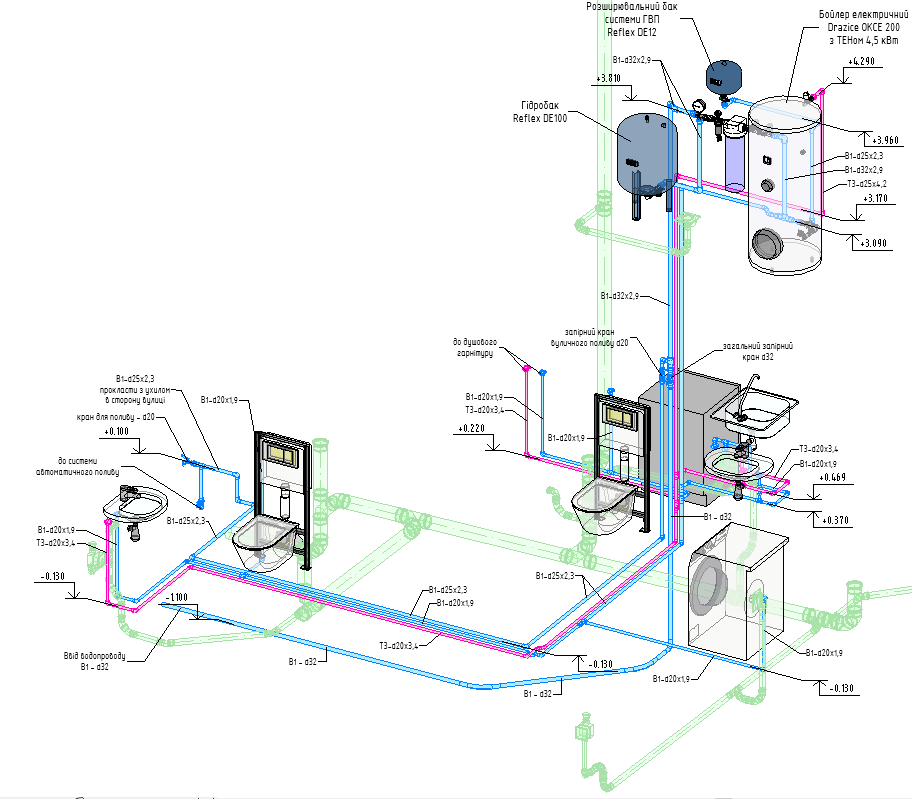 Розширювальний бак
системи ГВП
Reflex DE12
Бойлер електричний
Drazice OKCE 200
з ТЕНом 4,5 кВт
В1-d32x2,9
+4.290
+3.810
Гідробак
Reflex DE100
+3.960
В1-d25x2,3
В1-d32x2,9
Т3-d25x4,2
+3.170
+3.090
В1-d32x2,9
запірний кран
вуличного поливу d20
загальний запірний
кран d32
до душового
гарнітуру
В1-d25x2,3
прокласти з ухилом
в сторону вулиці
В1-d20x1,9
кран для поливу - d20
+0.100
В1-d20x1,9
Т3-d20x3,4
+0.220
В1-d20x1,9
Т3-d20x3,4
В1-d20x1,9
+0.469
+0.370
до системи
автоматичного поливу
В1-d25x2,3
В1-d20x1,9
Т3-d20x3,4
-0.130
В1 - d32
В1-d25x2,3
В1-d25x2,3
В1-d20x1,9
-1.100
Т3-d20x3,4
Ввід водопроводу
В1 - d32
В1 - d32
-0.130
В1 - d32
В1-d20x1,9
В1-d20x1,9
-0.130